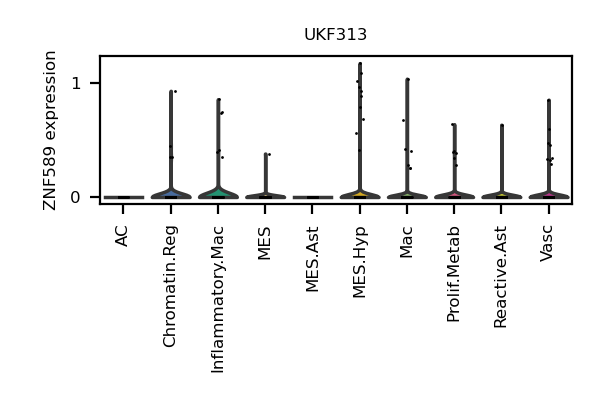 UKF313
ZNF589 expression
1
0
AC
Chromatin.Reg
Inflammatory.Mac
MES
MES.Ast
MES.Hyp
Mac
Prolif.Metab
Reactive.Ast
Vasc